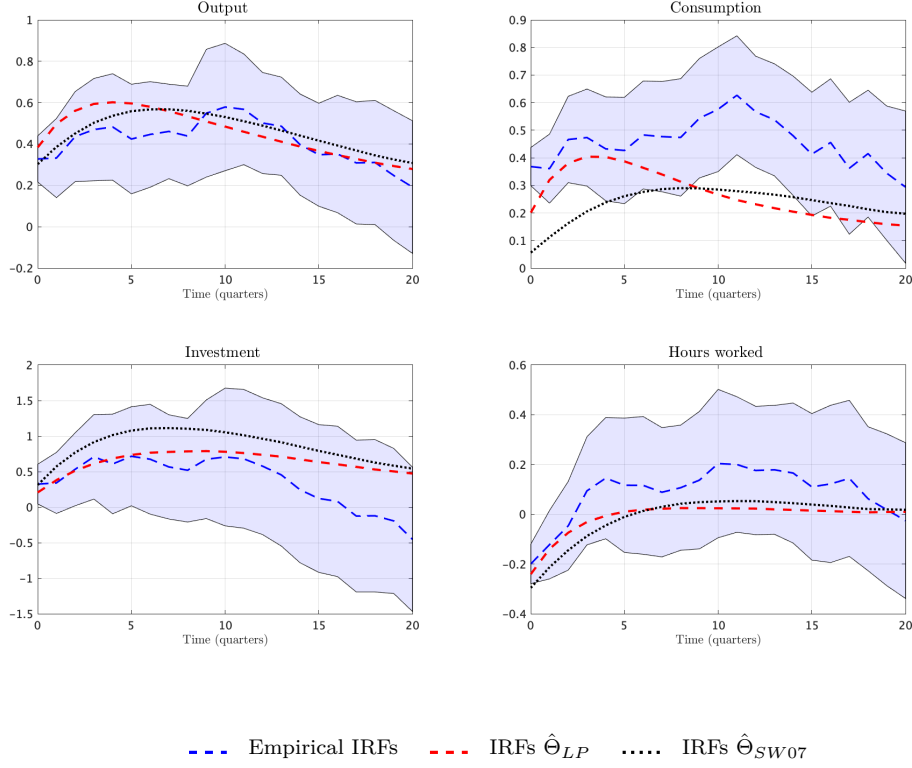 Output
1
0.8
0.6
0.4
0.2
0
−0.2
0 5 10 15 20
Time (quarters)
Consumption
0.9
0.8
0.7
0.6
0.5
0.4
0.3
0.2
0.1
0
0 5 10 15 20
Time (quarters)
Investment
2
1.5
1
0.5
0
−0.5
−1
−1.5
0 5 10 15 20
Time (quarters)
Hours worked
0.6
0.4
0.2
0
−0.2
−0.4
0 5 10 15 20
Time (quarters)
Empirical IRFs IRFs Θ̂_LP IRFs Θ̂_SW07